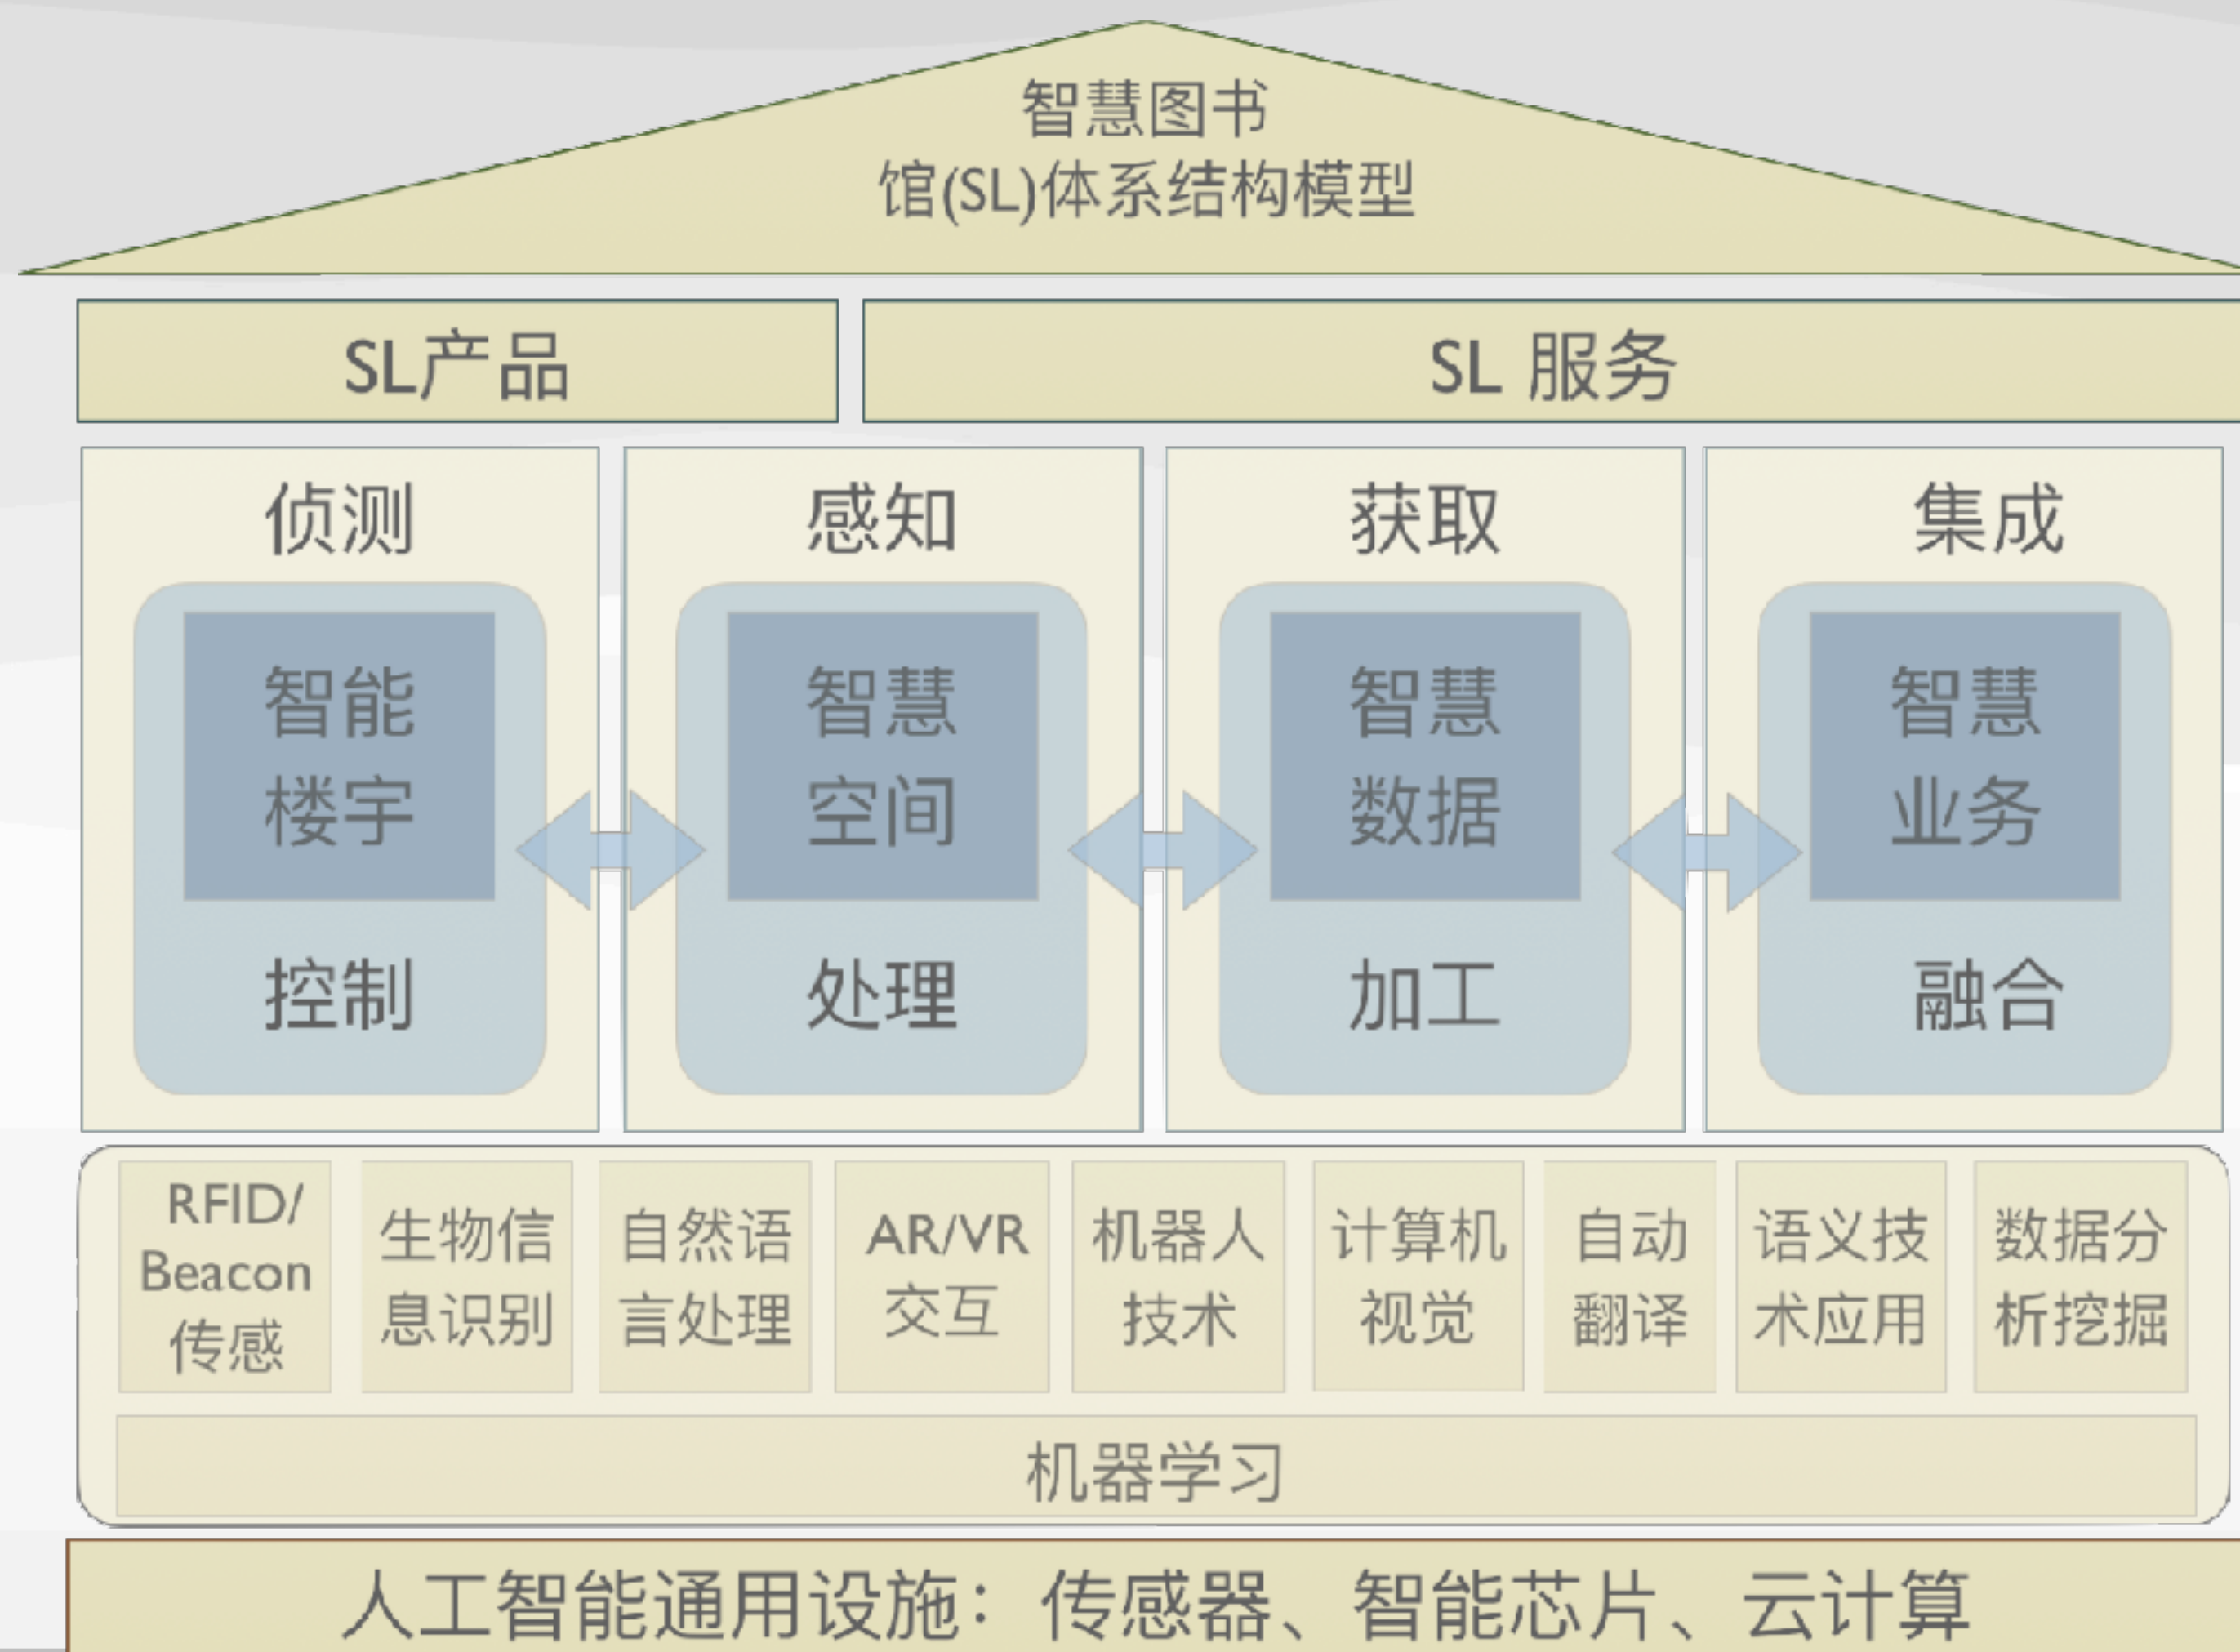 智慧图书
馆(SL)体系结构模型
SL产品
SL 服务
侦测
智能
楼宇
控制
感知
智慧
空间
处理
获取
智慧
数据
加工
集成
智慧
业务
融合
RFID/
Beacon
传感
生物信
息识别
自然语
言处理
AR/VR
交互
机器人
技术
计算机
视觉
自动
翻译
语义技
术应用
数据分
析挖掘
机器学习
人工智能通用设施：传感器、智能芯片、云计算